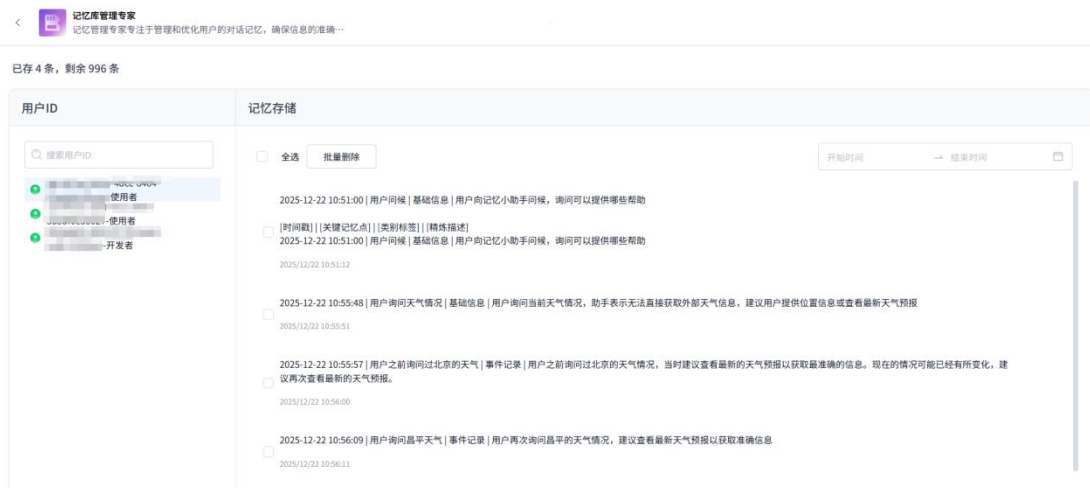 记忆库管理专家
记忆管理专家专注于管理和优化用户的对话记忆，确保信息的准确…
已存 4 条，剩余 996 条
用户ID
记忆存储
搜索用户ID
全选
批量删除
开始时间
→
结束时间
使用者
-使用者
-开发者
2025-12-22 10:51:00 | 用户问候 | 基础信息 | 用户向记忆小助手问候，询问可以提供哪些帮助
[时间戳] | [关键记忆点] | [类别标签] | [精炼描述]
2025-12-22 10:51:00 | 用户问候 | 基础信息 | 用户向记忆小助手问候，询问可以提供哪些帮助
2025/12/22 10:51:12
2025-12-22 10:55:48 | 用户询问天气情况 | 基础信息 | 用户询问当前天气情况，助手表示无法直接获取外部天气信息，建议用户提供位置信息或查看最新天气预报
2025/12/22 10:55:51
2025-12-22 10:55:57 | 用户之前询问过北京的天气 | 事件记录 | 用户之前询问过北京的天气情况，当时建议查看最新的天气预报以获取最准确的信息。现在的情况可能已经有所变化，建
议再次查看最新的天气预报。
2025/12/22 10:56:00
2025-12-22 10:56:09 | 用户询问昌平天气 | 事件记录 | 用户再次询问昌平的天气情况，建议查看最新天气预报以获取准确信息
2025/12/22 10:56:11